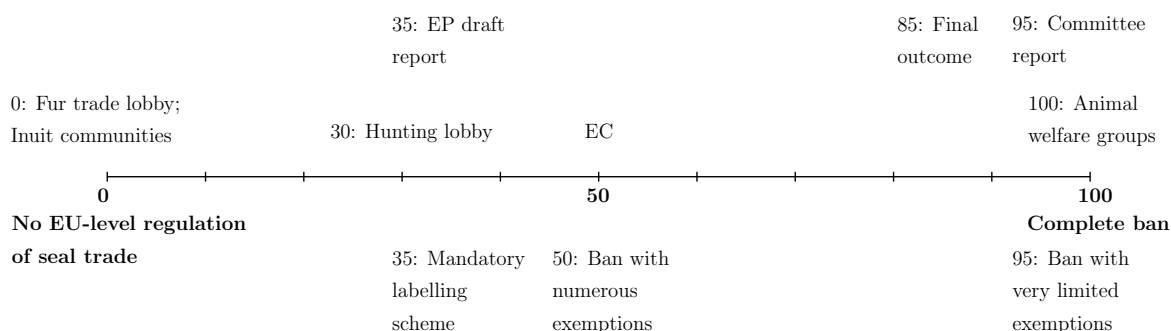 35: EP draft
report
85: Final
outcome
95: Committee
report
0: Fur trade lobby;
Inuit communities
30: Hunting lobby
EC
100: Animal
welfare groups
0
50
100
No EU-level regulation
of seal trade
Complete ban
35: Mandatory
labelling
scheme
50: Ban with
numerous
exemptions
95: Ban with
very limited
exemptions